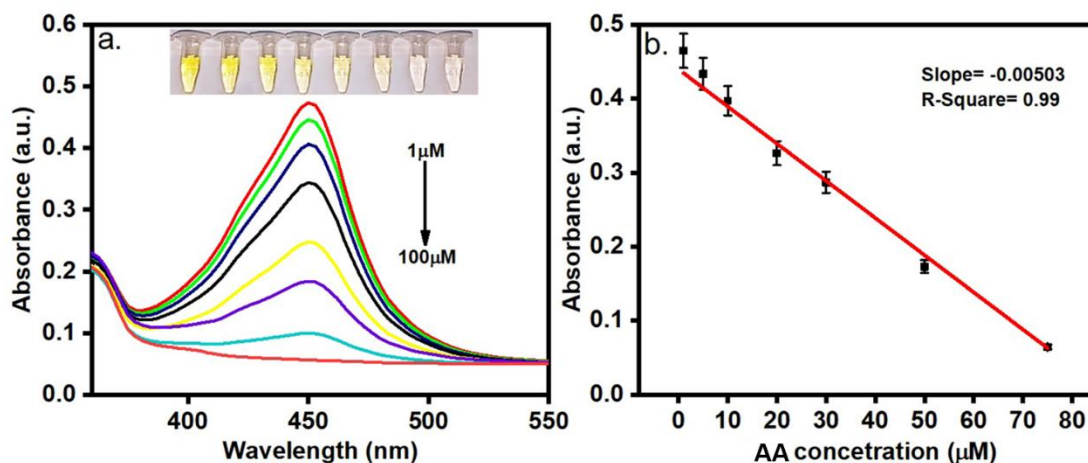 a.
0.6
0.5
0.4
0.3
0.2
0.1
0.0
Absorbance (a.u.)
1µM
100µM
400
450
500
550
Wavelength (nm)
b.
0.5
0.4
0.3
0.2
0.1
0.0
Absorbance (a.u.)
Slope= -0.00503
R-Square= 0.99
0
10
20
30
40
50
60
70
80
AA concetration (µM)